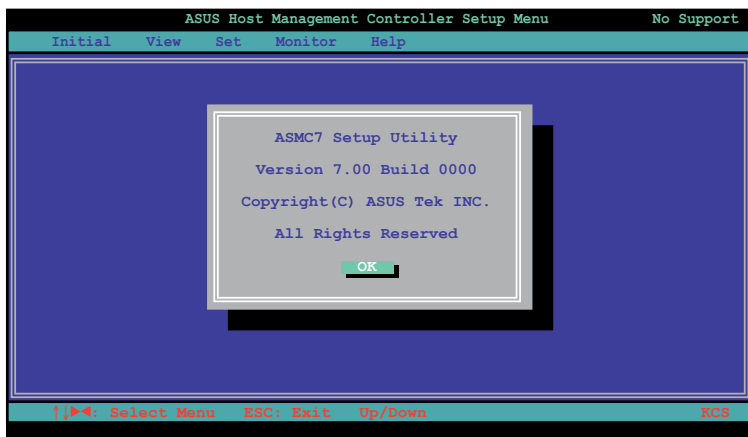 ASUS Host Management Controller Setup Menu No Support
Initial View Set Monitor Help
ASMC7 Setup Utility
Version 7.00 Build 0000
Copyright(C) ASUS Tek INC.
All Rights Reserved
OK
↑↓►◄: Select Menu ESC: Exit Up/Down KCS